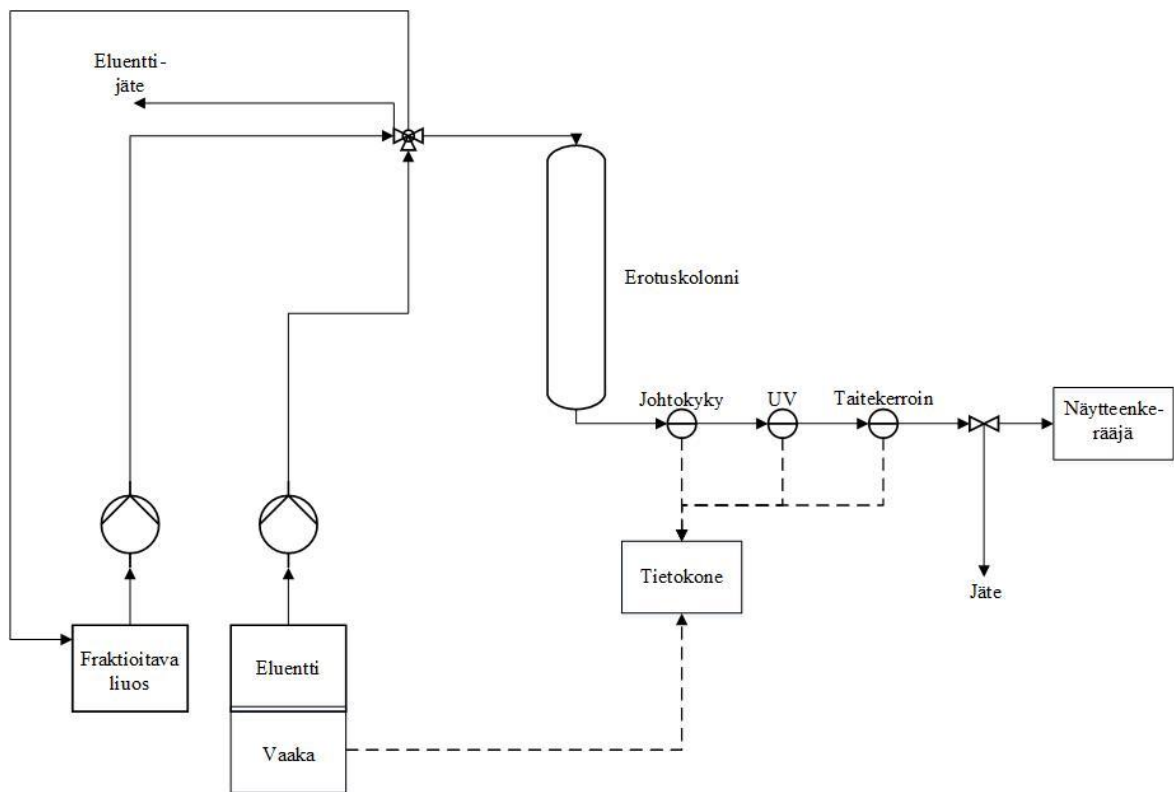 Eluentti-
jäte
Erotuskolonni
Johtokyky
UV
Taitekerroin
Näytteenke-
rääjä
Tietokone
Jäte
Fraktioitava
liuos
Eluentti
Vaaka